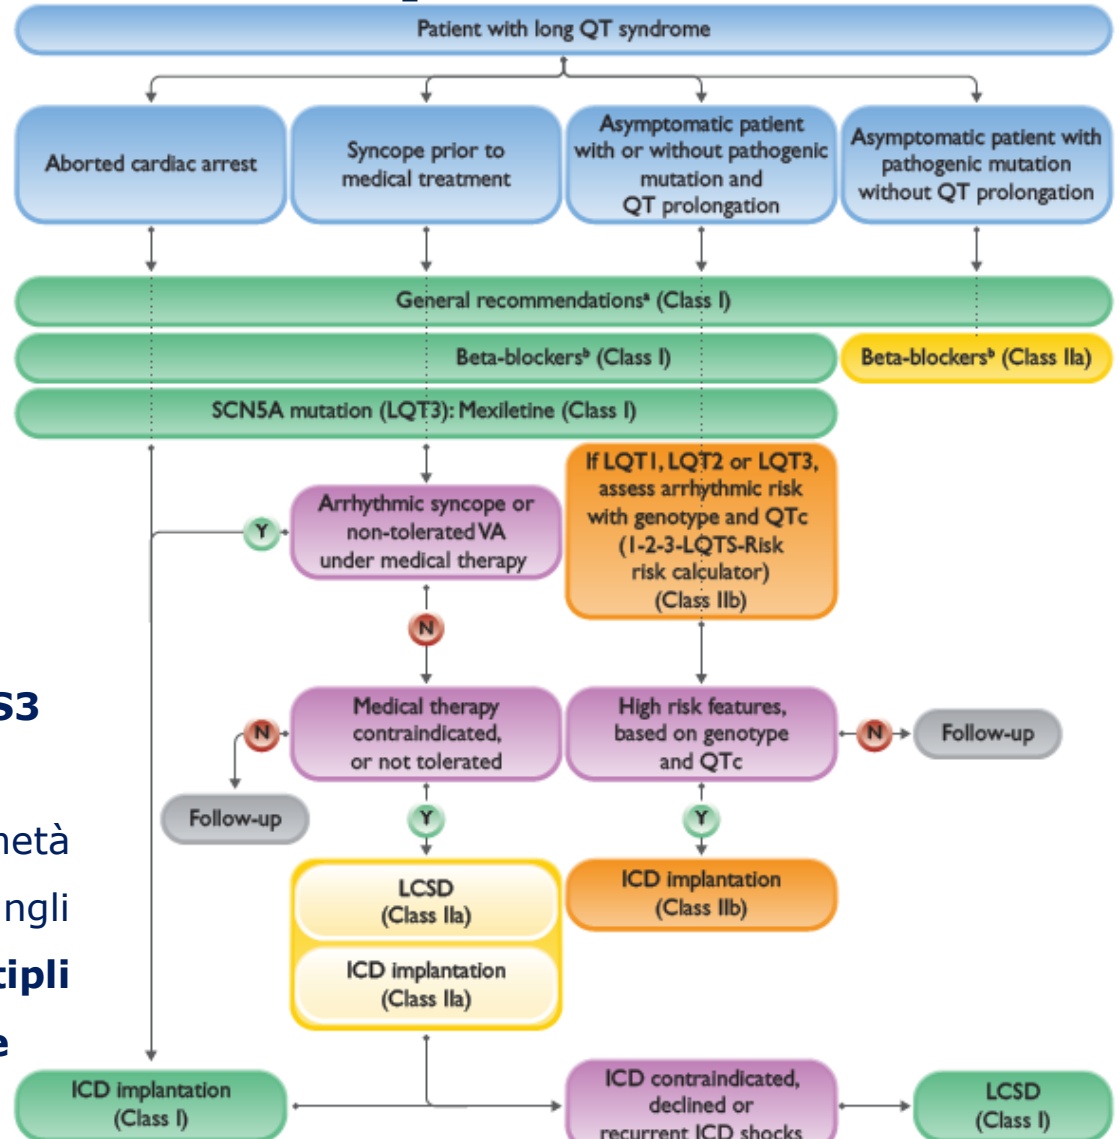 Patient with long QT syndrome
Aborted cardiac arrest
Syncope prior to
medical treatment
Asymptomatic patient
with or without pathogenic
mutation and
QT prolongation
Asymptomatic patient with
pathogenic mutation
without QT prolongation
General recommendationsᵃ (Class I)
Beta-blockersᵇ (Class I)
Beta-blockersᵇ (Class IIa)
SCN5A mutation (LQT3): Mexiletine (Class I)
Arrhythmic syncope or
non-tolerated VA
under medical therapy
Y
If LQT1, LQT2 or LQT3,
assess arrhythmic risk
with genotype and QTc
(1-2-3-LQTS-Risk
risk calculator)
(Class IIb)
N
S3
Medical therapy
contraindicated,
or not tolerated
N
High risk features,
based on genotype
and QTc
N
Follow-up
Follow-up
Y
Y
metà
ngli
tipli
e
LCSD
(Class IIa)
ICD implantation
(Class IIa)
ICD implantation
(Class IIb)
ICD implantation
(Class I)
ICD contraindicated,
declined or
recurrent ICD shocks
LCSD
(Class I)